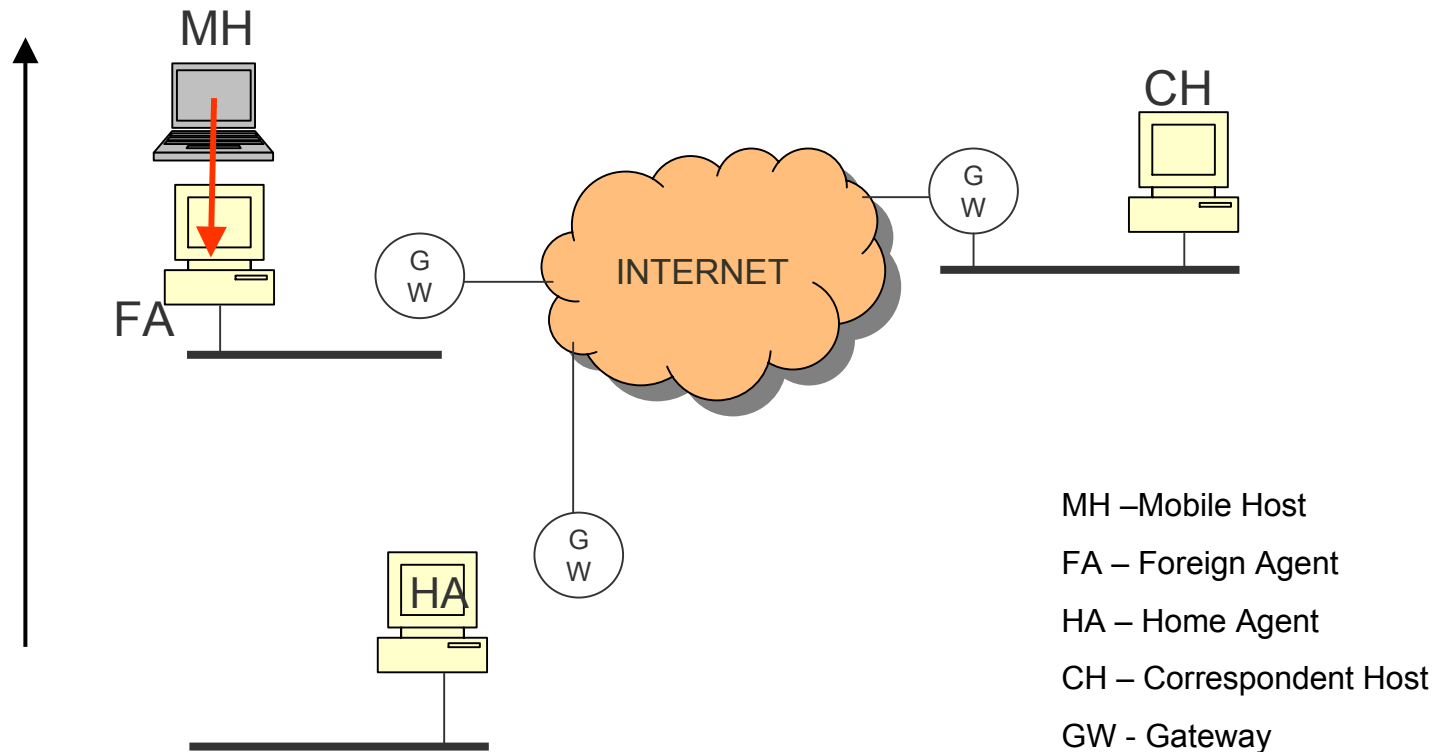 MH
CH
G
W
INTERNET
G
W
FA
G
W
HA
MH –Mobile Host
FA – Foreign Agent
HA – Home Agent
CH – Correspondent Host
GW - Gateway